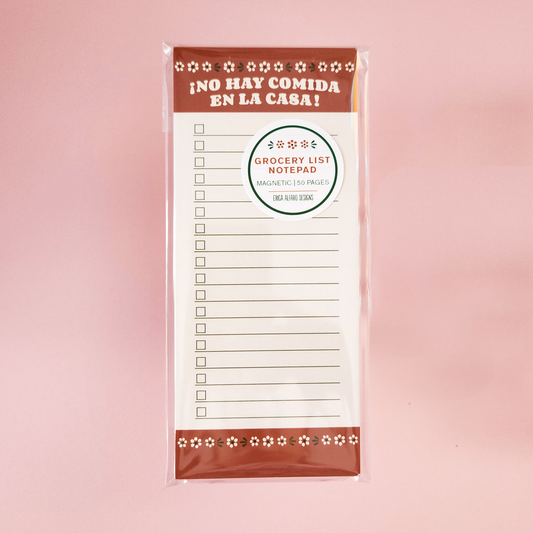 ¡NO HAY COMIDA
EN LA CASA!
GROCERY LIST
NOTEPAD
MAGNETIC | 50 PAGES
ERICA ALFARO DESIGNS